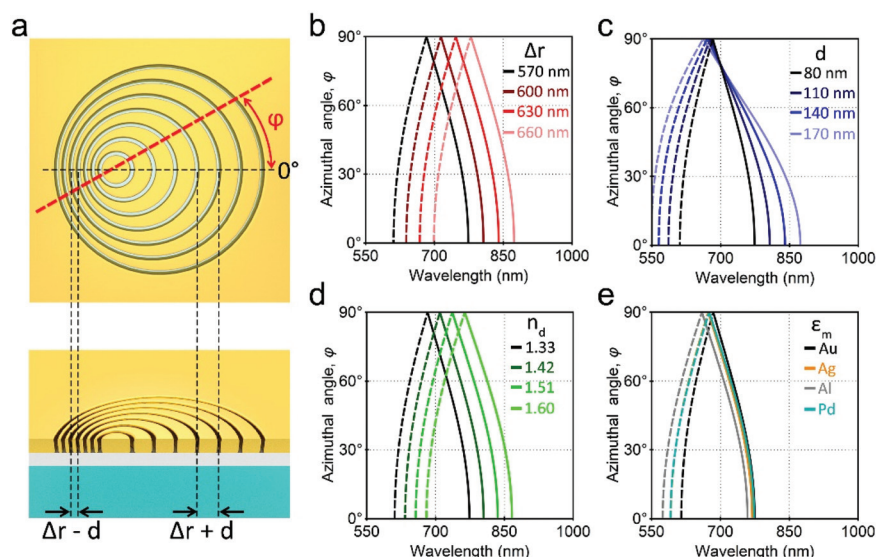 a
φ
0°
Δr - d
Δr + d
b
90°
60°
30°
0°
Azimuthal angle, φ
Δr
570 nm
600 nm
630 nm
660 nm
550
700
850
1000
Wavelength (nm)
c
90°
60°
30°
0°
Azimuthal angle, φ
d
80 nm
110 nm
140 nm
170 nm
550
700
850
1000
Wavelength (nm)
d
90°
60°
30°
0°
Azimuthal angle, φ
n_d
1.33
1.42
1.51
1.60
550
700
850
1000
Wavelength (nm)
e
90°
60°
30°
0°
Azimuthal angle, φ
ε_m
Au
Ag
Al
Pd
550
700
850
1000
Wavelength (nm)